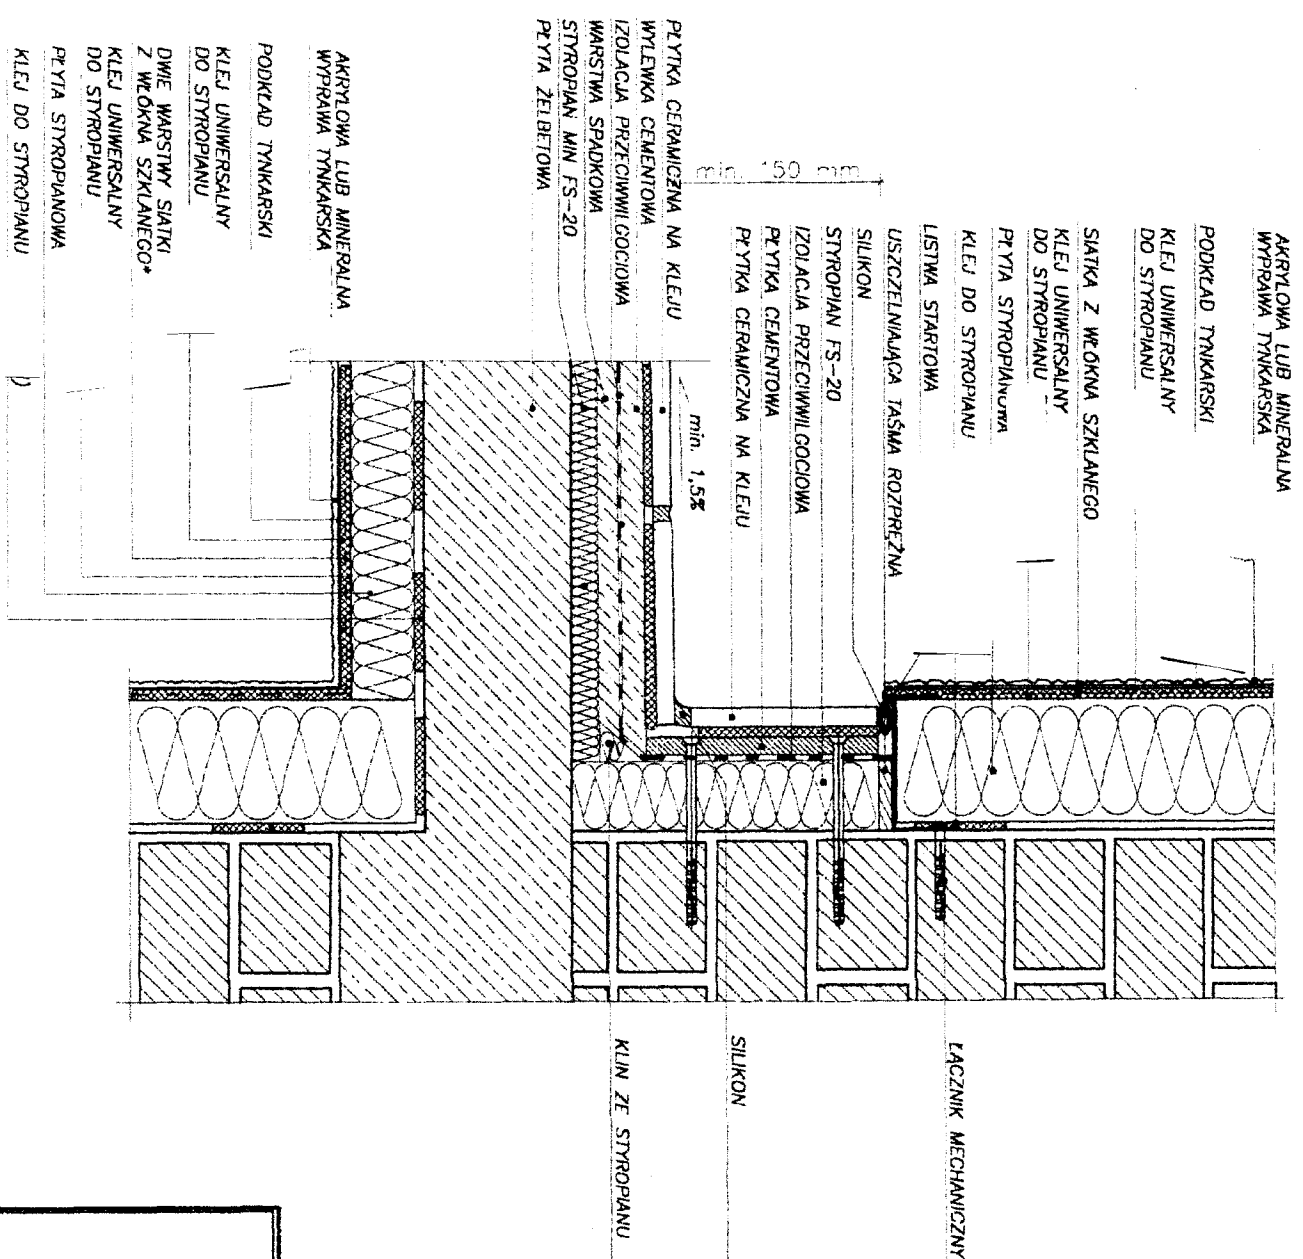 AKRYLOWA LUB MINERALNA
WYPRAWA TYNKARSKA
PODKŁAD TYNKARSKI
KLEJ UNIWERSALNY
DO STYROPIANU
SIATKA Z WŁÓKNA SZKLANEGO
KLEJ UNIWERSALNY
DO STYROPIANU
PŁYTA STYROPIANOWA
KLEJ DO STYROPIANU
LISTWA STARTOWA
USZCZELNIAJĄCA TAŚMA ROZPRĘŻNA
SILIKON
STYROPIAN FS-20
IZOLACJA PRZECIWWILGOCIOWA
PŁYTKA CEMENTOWA
PŁYTKA CERAMICZNA NA KLEJU
min. 150 mm
min. 1,5%
PŁYTKA CERAMICZNA NA KLEJU
WYLEWKA CEMENTOWA
IZOLACJA PRZECIWWILGOCIOWA
WARSTWA SPADKOWA
STYROPIAN MIN FS-20
PŁYTA ŻELBETOWA
AKRYLOWA LUB MINERALNA
WYPRAWA TYNKARSKA
PODKŁAD TYNKARSKI
KLEJ UNIWERSALNY
DO STYROPIANU
DWIE WARSTWY SIATKI
Z WŁÓKNA SZKLANEGO*
KLEJ UNIWERSALNY
DO STYROPIANU
PŁYTA STYROPIANOWA
KLEJ DO STYROPIANU
ŁĄCZNIK MECHANICZNY
SILIKON
KLIN ZE STYROPIANU